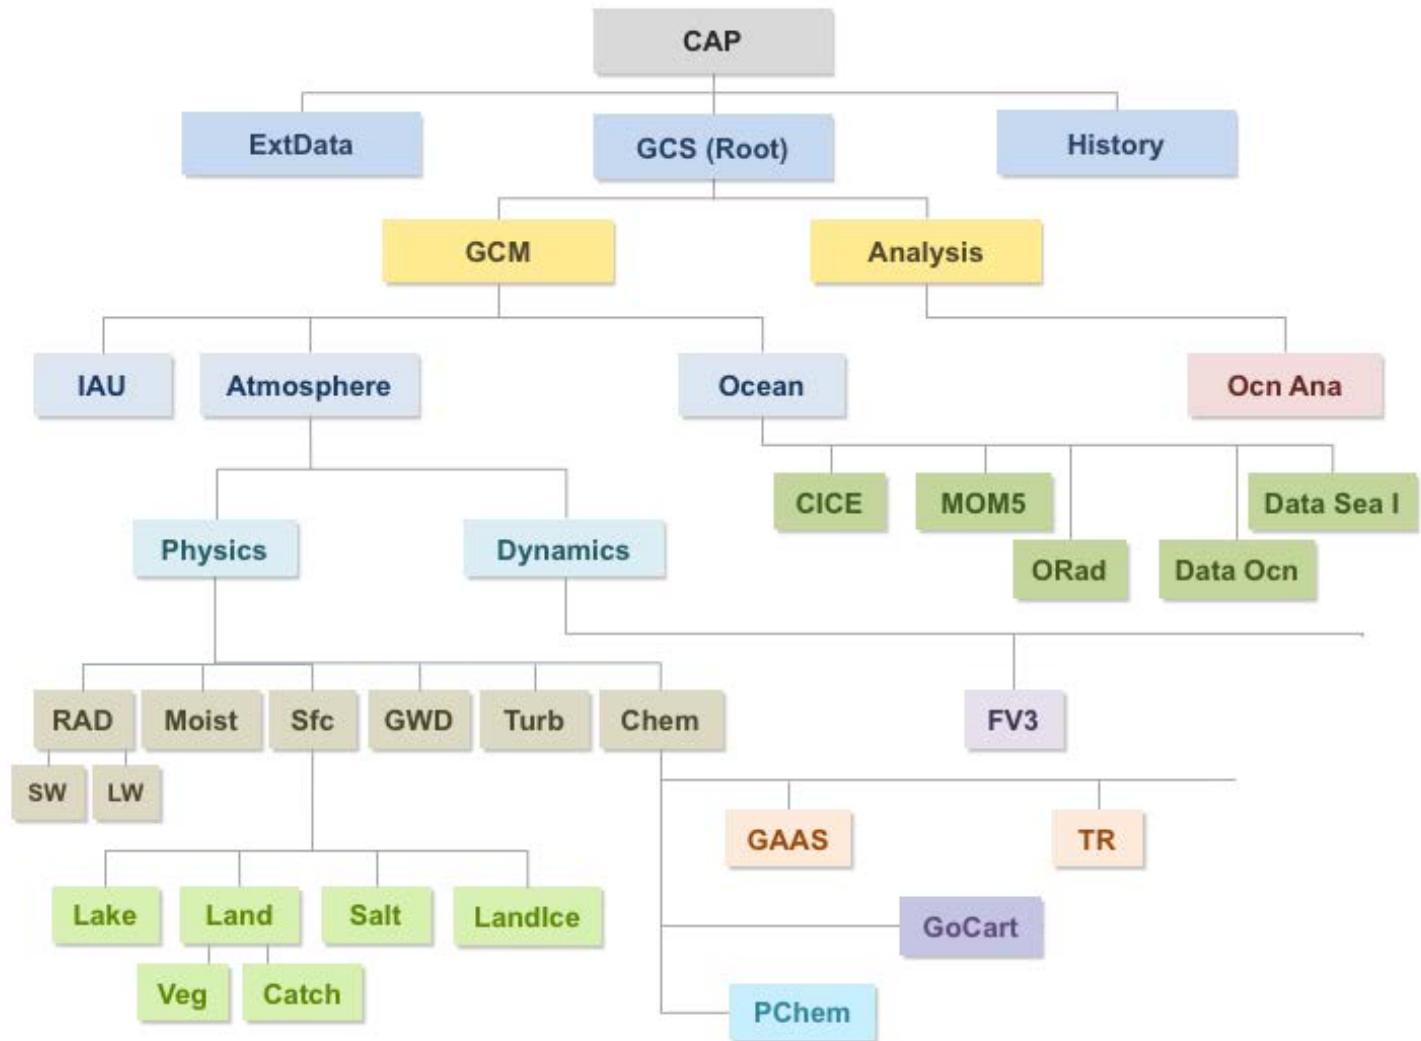 CAP
ExtData
GCS (Root)
History
GCM
Analysis
IAU
Atmosphere
Ocean
Ocn Ana
CICE
MOM5
Data Sea I
Physics
Dynamics
ORad
Data Ocn
RAD
Moist
Sfc
GWD
Turb
Chem
FV3
SW
LW
GAAS
TR
Lake
Land
Salt
LandIce
GoCart
Veg
Catch
PChem